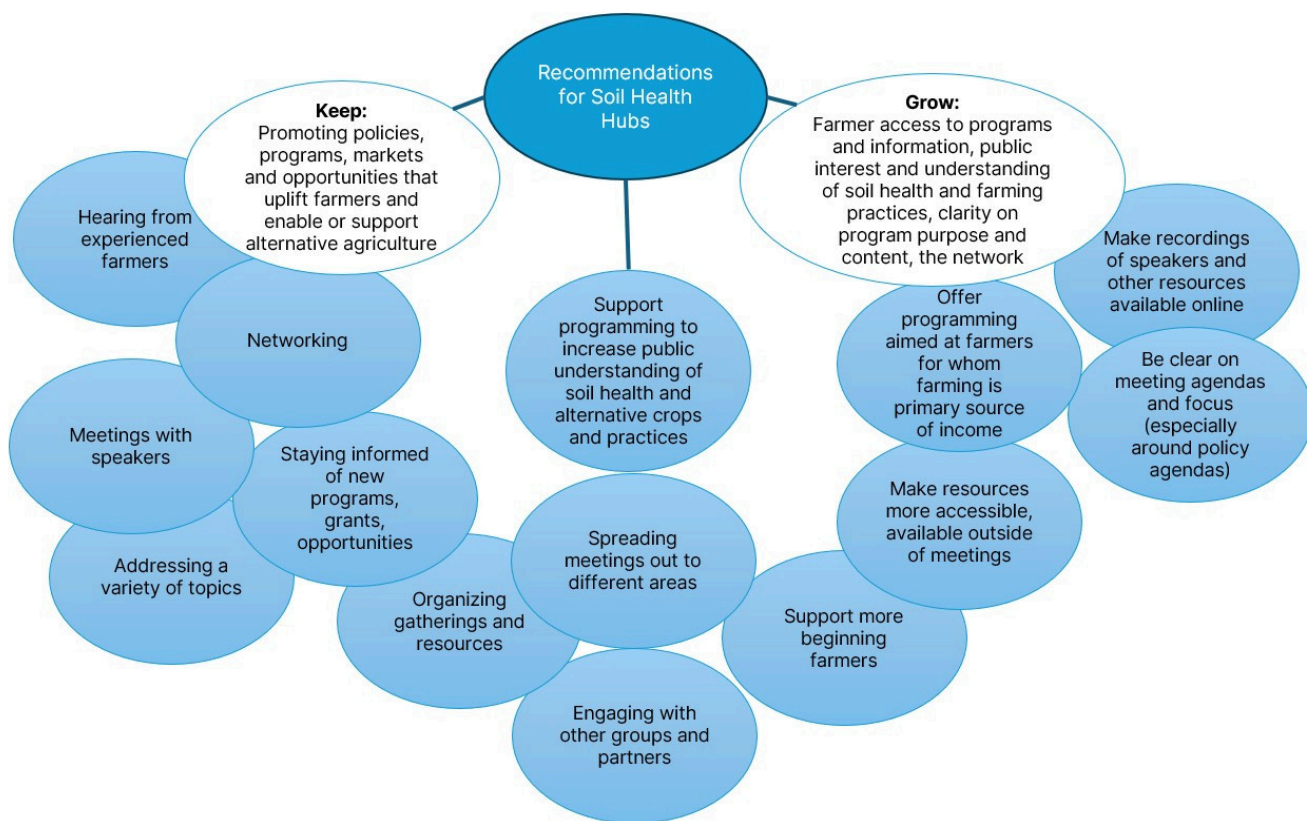 Recommendations
for Soil Health
Hubs
Keep:
Promoting policies,
programs, markets
and opportunities that
uplift farmers and
enable or support
alternative agriculture
Grow:
Farmer access to programs
and information, public
interest and understanding
of soil health and farming
practices, clarity on
program purpose and
content, the network
Hearing from
experienced
farmers
Networking
Meetings with
speakers
Staying informed
of new
programs,
grants,
opportunities
Addressing a
variety of topics
Organizing
gatherings and
resources
Support
programming to
increase public
understanding of
soil health and
alternative crops
and practices
Spreading
meetings out to
different areas
Engaging with
other groups and
partners
Make recordings
of speakers and
other resources
available online
Offer
programming
aimed at farmers
for whom
farming is
primary source
of income
Be clear on
meeting agendas
and focus
(especially
around policy
agendas)
Make resources
more accessible,
available outside
of meetings
Support more
beginning
farmers